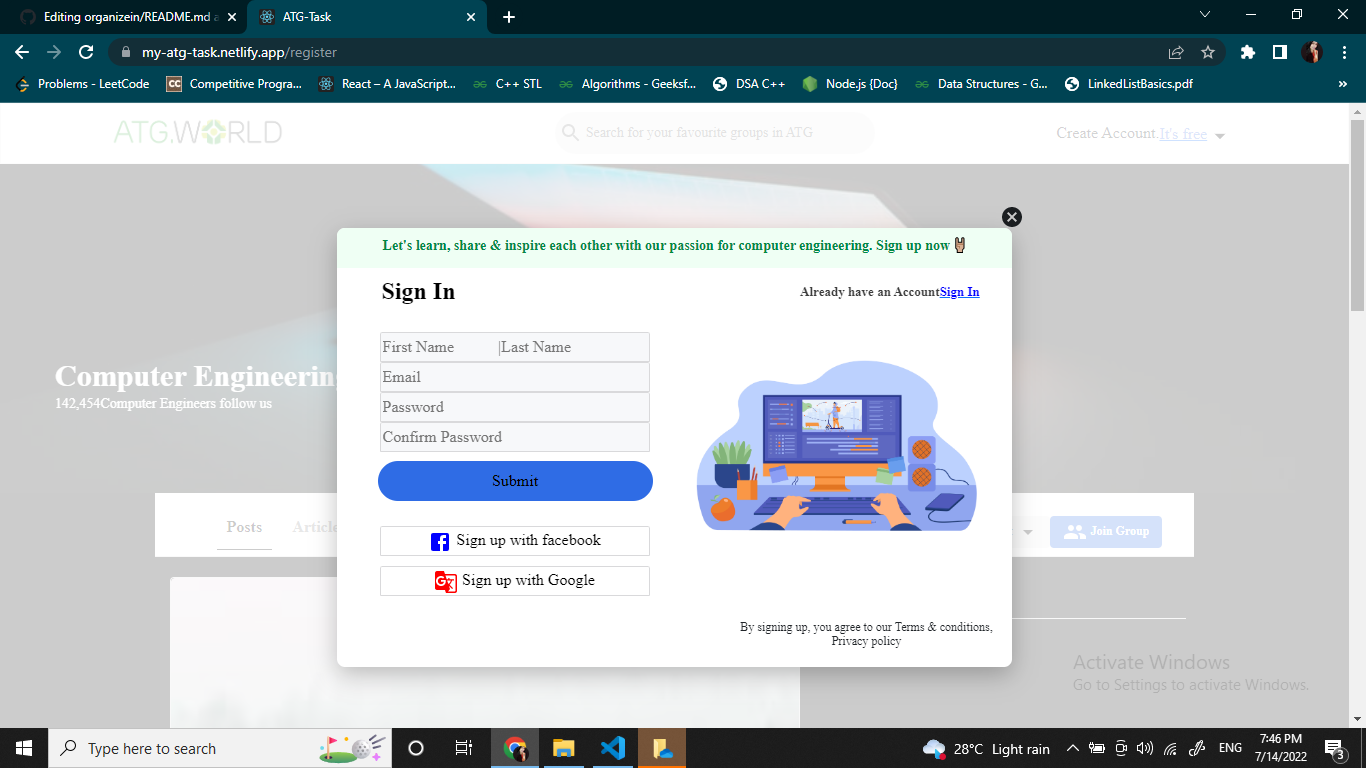 Editing organizein/README.md a
ATG-Task
my-atg-task.netlify.app/register
Problems - LeetCode
CC
Competitive Progra...
React – A JavaScript...
C++ STL
Algorithms - Geeksf...
DSA C++
Node.js {Doc}
Data Structures - G...
LinkedListBasics.pdf
»
ATG.WORLD
Search for your favourite groups in ATG
Create Account.It's free
Let's learn, share & inspire each other with our passion for computer engineering. Sign up now 🤘🏼
Sign In
Already have an AccountSign In
First Name |Last Name
Email
Password
Confirm Password
Submit
Sign up with facebook
Sign up with Google
By signing up, you agree to our Terms & conditions,
Privacy policy
Computer Engineering
142,454Computer Engineers follow us
Posts
Article
Join Group
Activate Windows
Go to Settings to activate Windows.
Type here to search
28°C Light rain
ENG
7:46 PM
7/14/2022
3